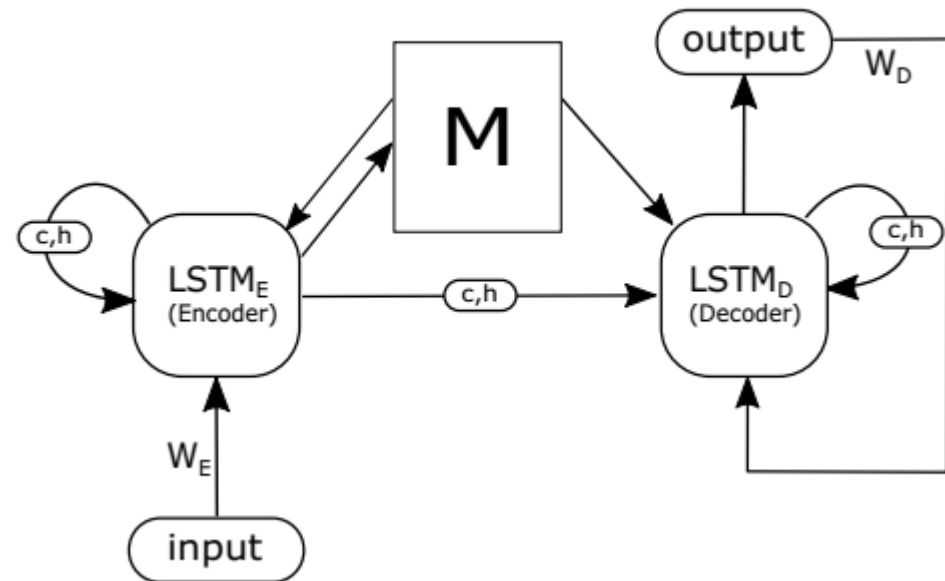 output
W_D
M
c,h
c,h
LSTM_E
(Encoder)
c,h
LSTM_D
(Decoder)
W_E
input